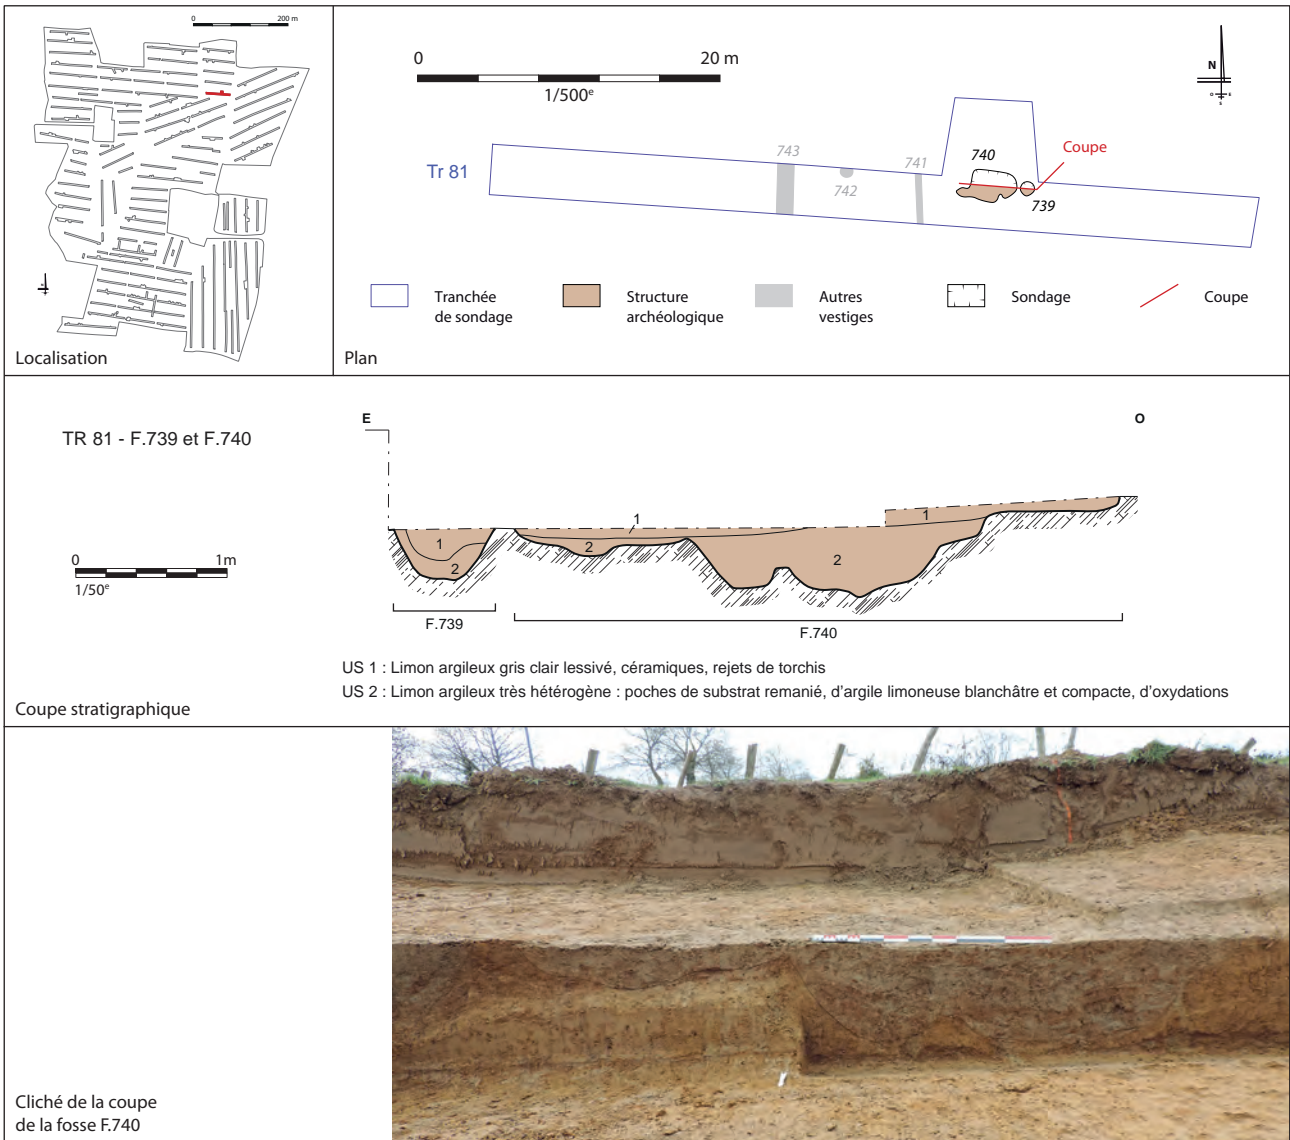 0 200 m
Localisation
0 20 m
1/500e
N
O E
S
Tr 81
743
742
741
740
739
Coupe
Tranchée
de sondage
Structure
archéologique
Autres
vestiges
Sondage
Coupe
Plan
TR 81 - F.739 et F.740
E
O
0 1m
1/50e
1
2
1
2
1
2
F.739
F.740
US 1 : Limon argileux gris clair lessivé, céramiques, rejets de torchis
US 2 : Limon argileux très hétérogène : poches de substrat remanié, d'argile limoneuse blanchâtre et compacte, d'oxydations
Coupe stratigraphique
Cliché de la coupe
de la fosse F.740